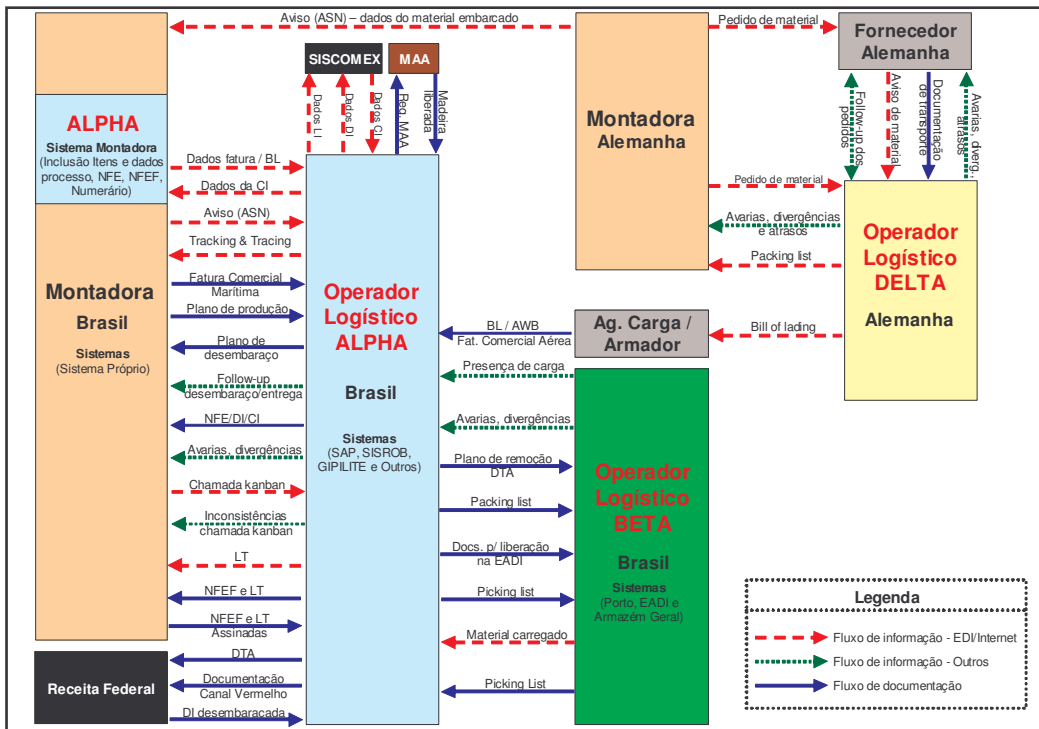 Aviso (ASN) – dados do material embarcado
Pedido de material
Fornecedor
Alemanha
SISCOMEX
MAA
Dados LI
Dados DI
Dados CI
Req. MAA
Madeira
liberada
Follow-up dos
pedidos
Aviso de material
Documentação
de transporte
Avarias, diverg.,
atrasos
ALPHA
Sistema Montadora
(Inclusão Itens e dados
processo, NFE, NFEF,
Numerário)
Montadora
Alemanha
Dados fatura / BL
Dados da CI
Aviso (ASN)
Tracking & Tracing
Fatura Comercial
Marítima
Plano de produção
Plano de
desembaraço
Follow-up
desembaraço/entrega
NFE/DI/CI
Avarias, divergências
Chamada kanban
Inconsistências
chamada kanban
LT
NFEF e LT
NFEF e LT
Assinadas
DTA
Documentação
Canal Vermelho
DI desembaraçada
Montadora
Brasil
Sistemas
(Sistema Próprio)
Receita Federal
Operador
Logístico
ALPHA
Brasil
Sistemas
(SAP, SISROB,
GIPILITE e Outros)
Pedido de material
Avarias, divergências
e atrasos
Packing list
Bill of lading
Operador
Logístico
DELTA
Alemanha
BL / AWB
Fat. Comercial Aérea
Ag. Carga /
Armador
Presença de carga
Avarias, divergências
Plano de remoção
DTA
Packing list
Docs. p/ liberação
na EADI
Picking list
Material carregado
Picking List
Operador
Logístico
BETA
Brasil
Sistemas
(Porto, EADI e
Armazém Geral)
Legenda
Fluxo de informação - EDI/Internet
Fluxo de informação - Outros
Fluxo de documentação